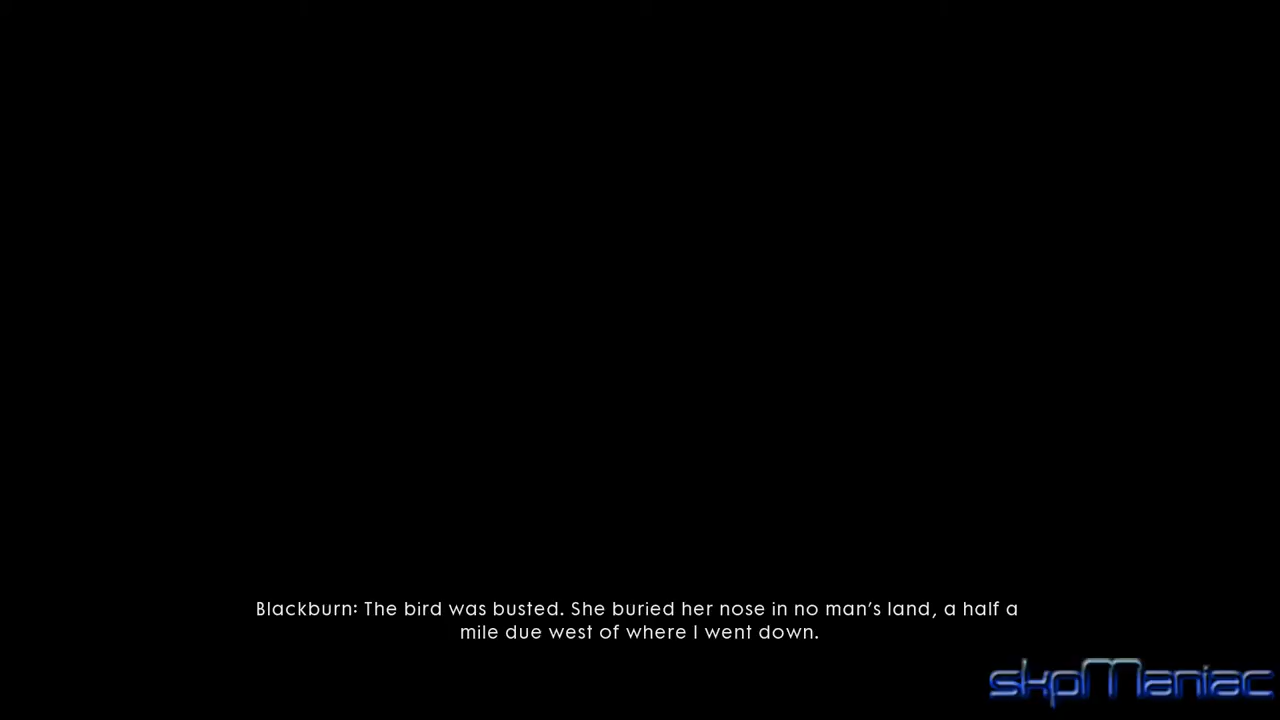 Blackburn: The bird was busted. She buried her nose in no man's land, a half a
mile due west of where I went down.
skpManiac